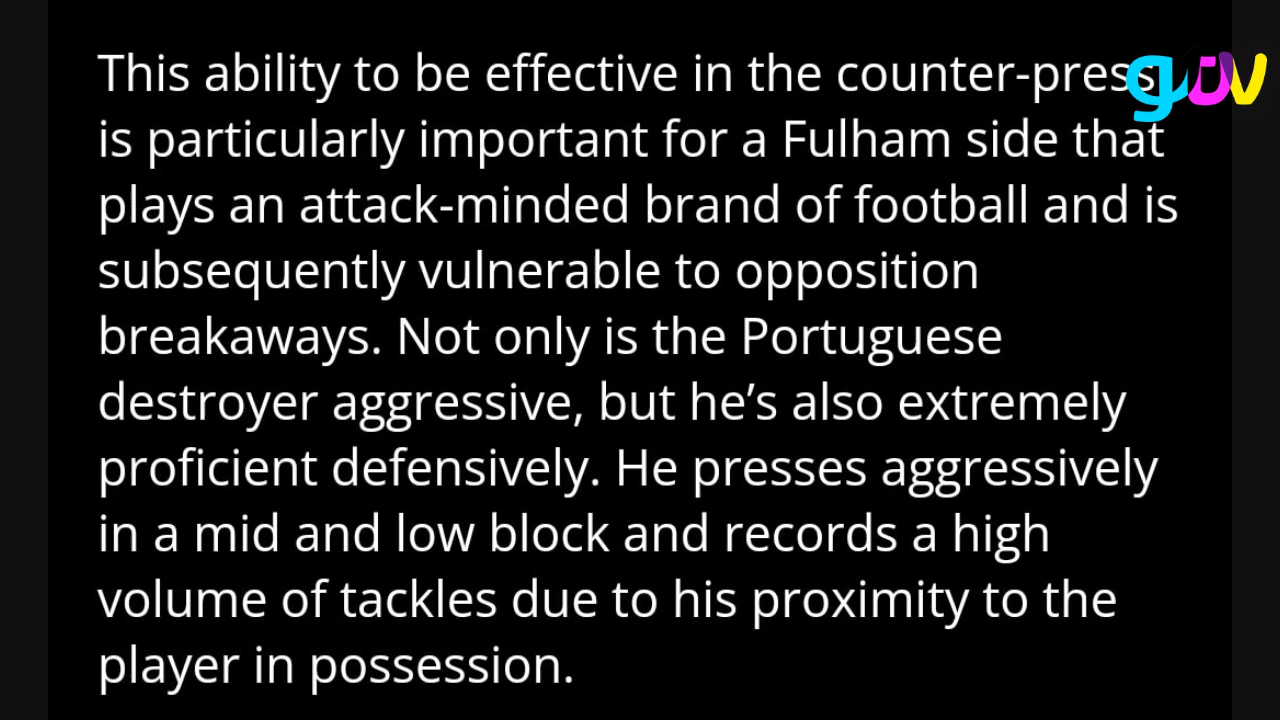 This ability to be effective in the counter-press
is particularly important for a Fulham side that
plays an attack-minded brand of football and is
subsequently vulnerable to opposition
breakaways. Not only is the Portuguese
destroyer aggressive, but he’s also extremely
proficient defensively. He presses aggressively
in a mid and low block and records a high
volume of tackles due to his proximity to the
player in possession.